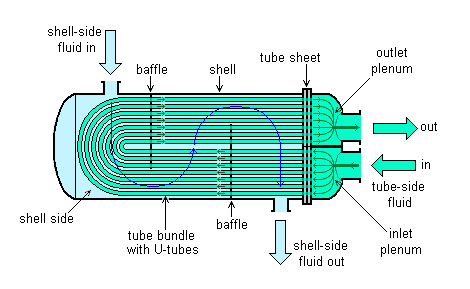 shell-side
fluid in
baffle
shell
tube sheet
outlet
plenum
out
in
tube-side
fluid
inlet
plenum
shell side
tube bundle
with U-tubes
baffle
shell-side
fluid out